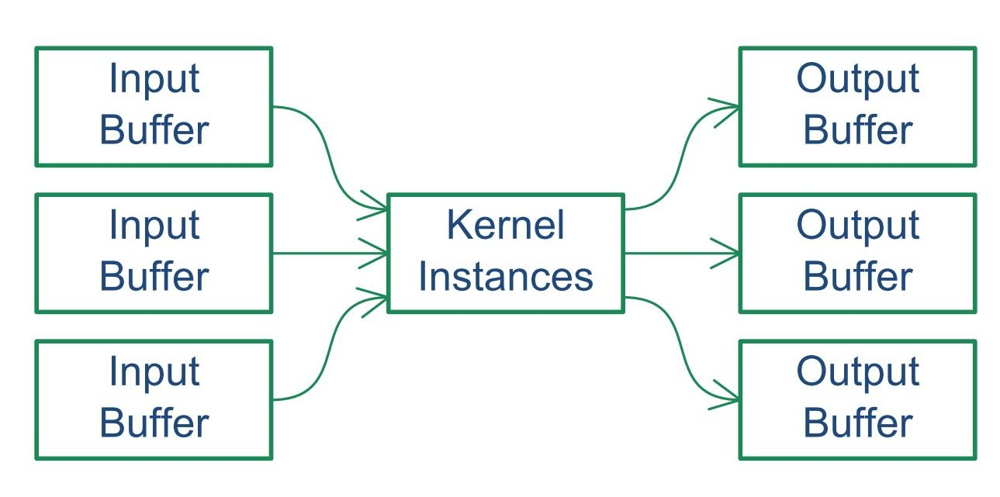 Input
Buffer
Input
Buffer
Input
Buffer
Kernel
Instances
Output
Buffer
Output
Buffer
Output
Buffer